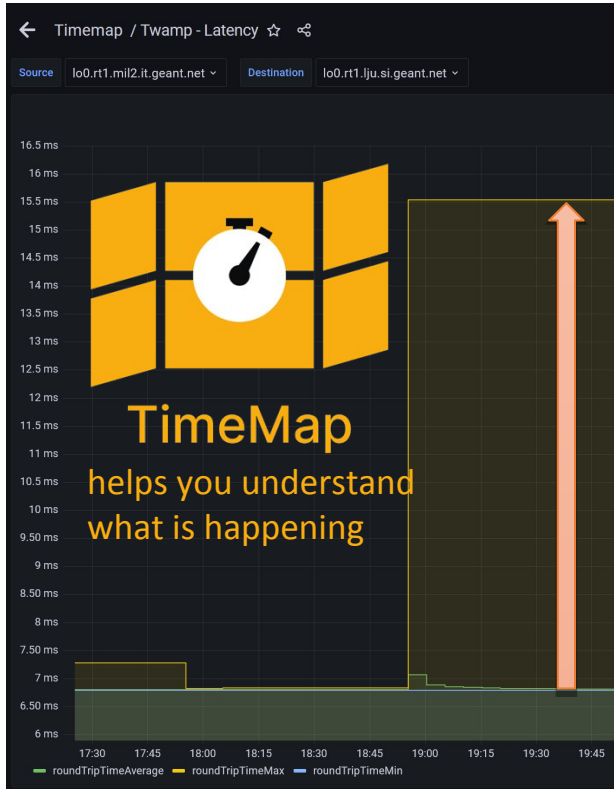 Timemap / Twamp - Latency
Source lo0.rt1.mil2.it.geant.net Destination lo0.rt1.lju.si.geant.net
16.5 ms
16 ms
15.5 ms
15 ms
14.5 ms
14 ms
13.5 ms
13 ms
12.5 ms
12 ms
11.5 ms
11 ms
10.5 ms
10 ms
9.50 ms
9 ms
8.50 ms
8 ms
7.50 ms
7 ms
6.50 ms
6 ms
TimeMap
helps you understand
what is happening
17:30 17:45 18:00 18:15 18:30 18:45 19:00 19:15 19:30 19:45
roundTripTimeAverage roundTripTimeMax roundTripTimeMin